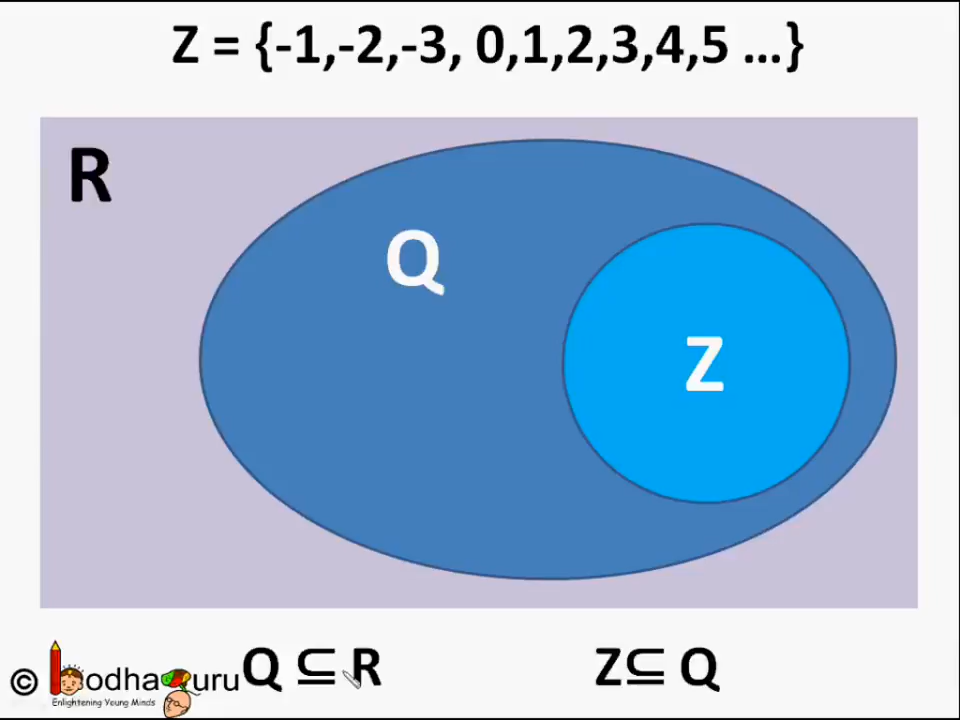 Z = {-1,-2,-3, 0,1,2,3,4,5 ...}
R
Q
Z
Q ⊆ R
Z⊆ Q
© BodhaGuru
Enlightening Young Minds